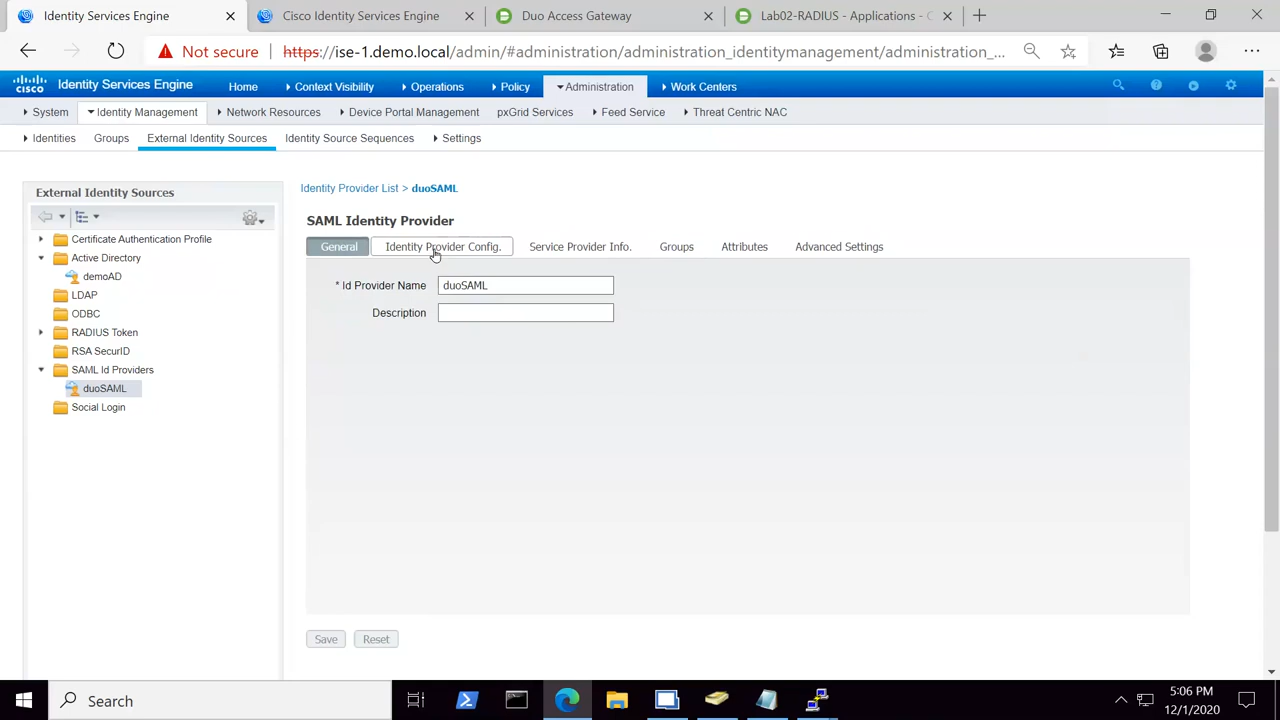 Identity Services Engine
Cisco Identity Services Engine
Duo Access Gateway
Lab02-RADIUS - Applications - C
Not secure
https://ise-1.demo.local/admin/#administration/administration_identitymanagement/administration_...
cisco Identity Services Engine Home Context Visibility Operations Policy Administration Work Centers
System Identity Management Network Resources Device Portal Management pxGrid Services Feed Service Threat Centric NAC
Identities Groups External Identity Sources Identity Source Sequences Settings
External Identity Sources
Certificate Authentication Profile
Active Directory
demoAD
LDAP
ODBC
RADIUS Token
RSA SecurID
SAML Id Providers
duoSAML
Social Login
Identity Provider List > duoSAML
SAML Identity Provider
General Identity Provider Config. Service Provider Info. Groups Attributes Advanced Settings
* Id Provider Name duoSAML
Description
Save Reset
Search
5:06 PM
12/1/2020